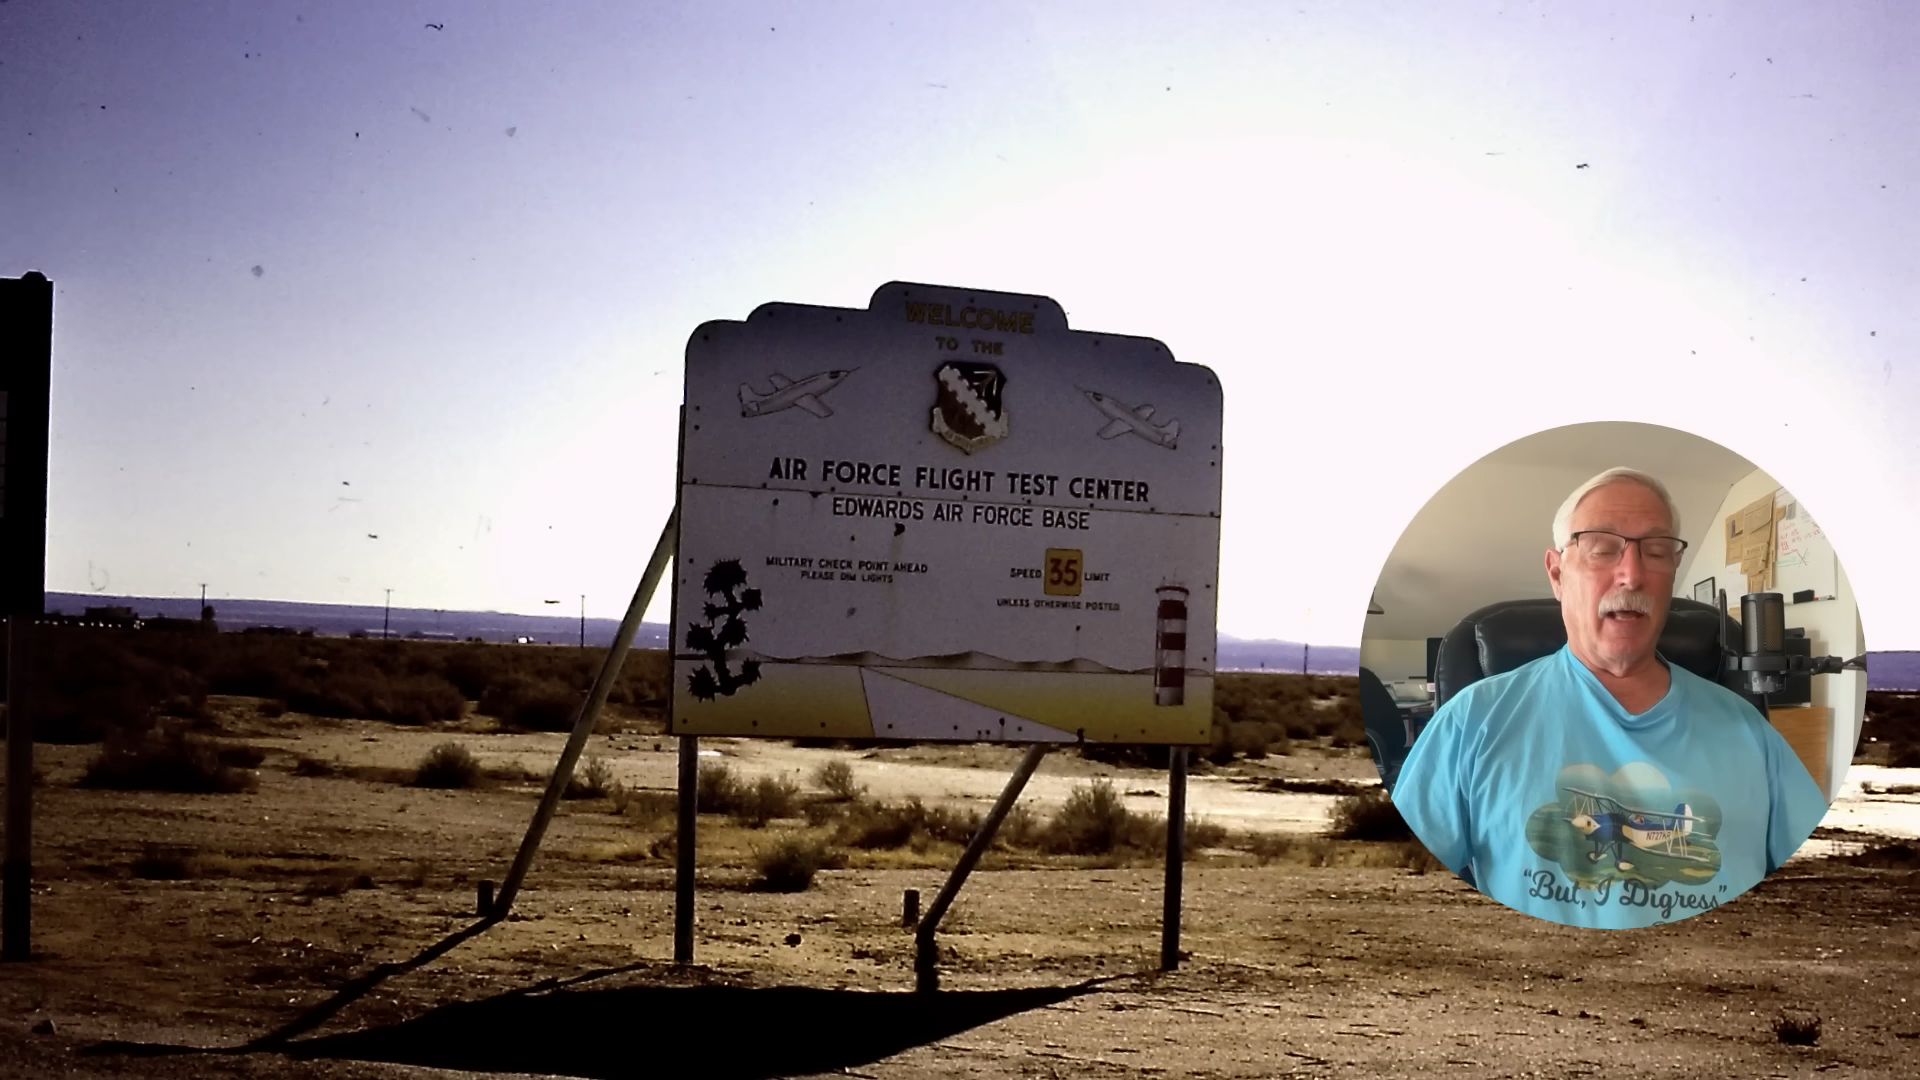 WELCOME
TO THE
AIR FORCE FLIGHT TEST CENTER
EDWARDS AIR FORCE BASE
MILITARY CHECK POINT AHEAD
PLEASE DIM LIGHTS
SPEED 35 LIMIT
UNLESS OTHERWISE POSTED
N727KR
"But, I Digress"